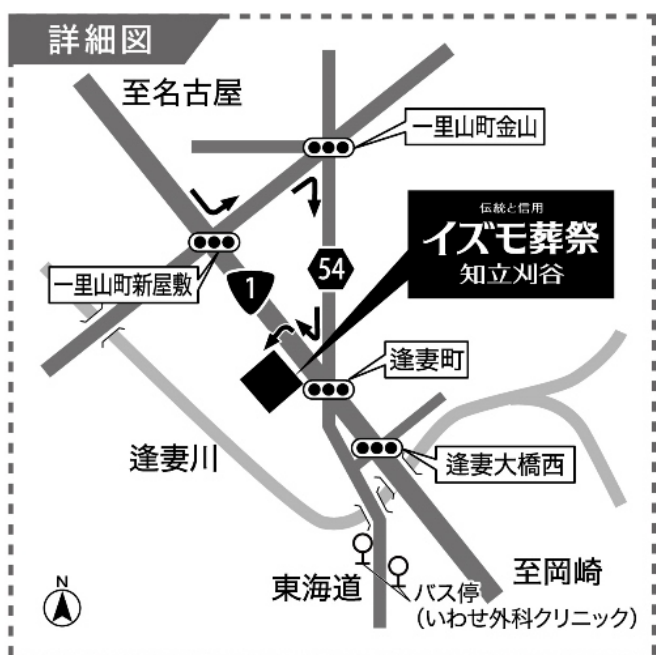 詳細図
至名古屋
一里山町金山
伝統と信用
イズモ葬祭
知立刈谷
54
一里山町新屋敷
1
逢妻町
逢妻川
逢妻大橋西
東海道
至岡崎
バス停
(いわせ外科クリニック)
N